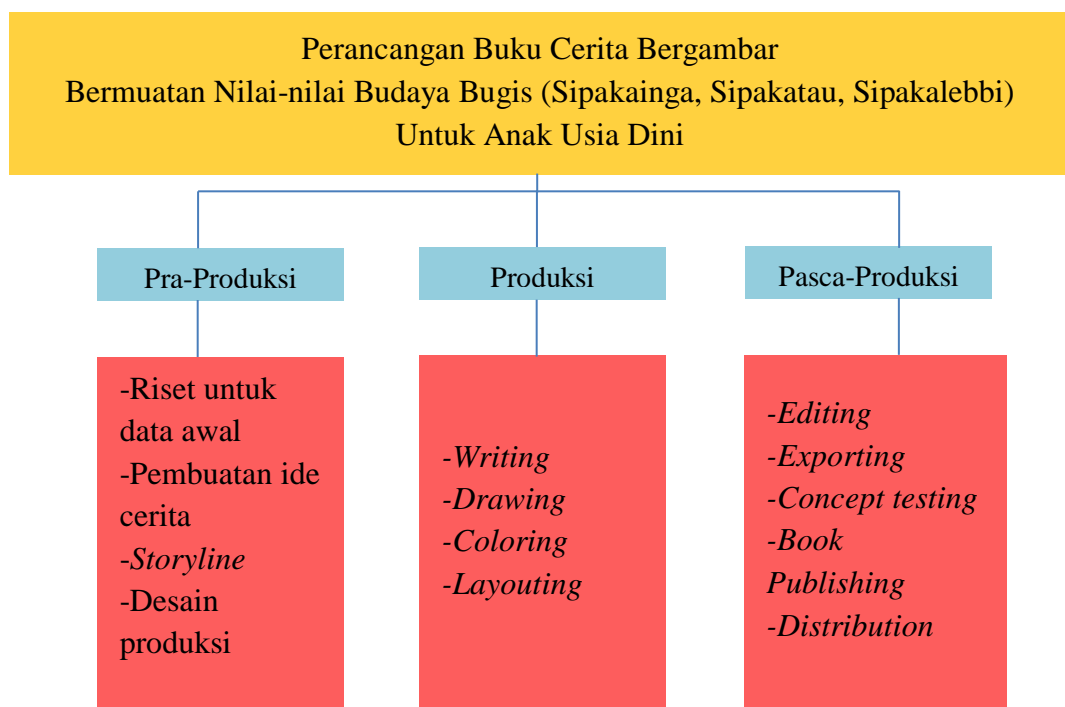 Perancangan Buku Cerita Bergambar
Bermuatan Nilai-nilai Budaya Bugis (Sipakainga, Sipakatau, Sipakalebbi)
Untuk Anak Usia Dini
Pra-Produksi
Produksi
Pasca-Produksi
-Riset untuk
data awal
-Pembuatan ide
cerita
-Storyline
-Desain
produksi
-Writing
-Drawing
-Coloring
-Layouting
-Editing
-Exporting
-Concept testing
-Book
Publishing
-Distribution